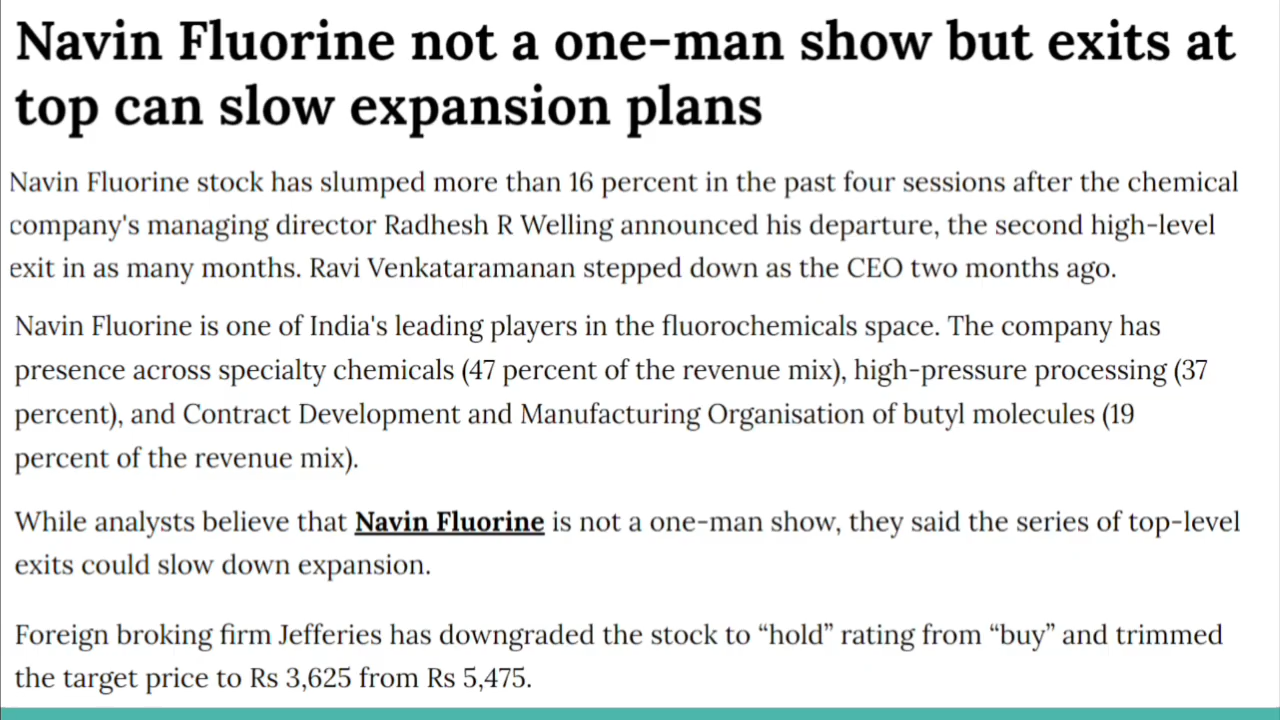 Navin Fluorine not a one-man show but exits at
top can slow expansion plans
Navin Fluorine stock has slumped more than 16 percent in the past four sessions after the chemical
company's managing director Radhesh R Welling announced his departure, the second high-level
exit in as many months. Ravi Venkataramanan stepped down as the CEO two months ago.
Navin Fluorine is one of India's leading players in the fluorochemicals space. The company has
presence across specialty chemicals (47 percent of the revenue mix), high-pressure processing (37
percent), and Contract Development and Manufacturing Organisation of butyl molecules (19
percent of the revenue mix).
While analysts believe that Navin Fluorine is not a one-man show, they said the series of top-level
exits could slow down expansion.
Foreign broking firm Jefferies has downgraded the stock to “hold” rating from “buy” and trimmed
the target price to Rs 3,625 from Rs 5,475.